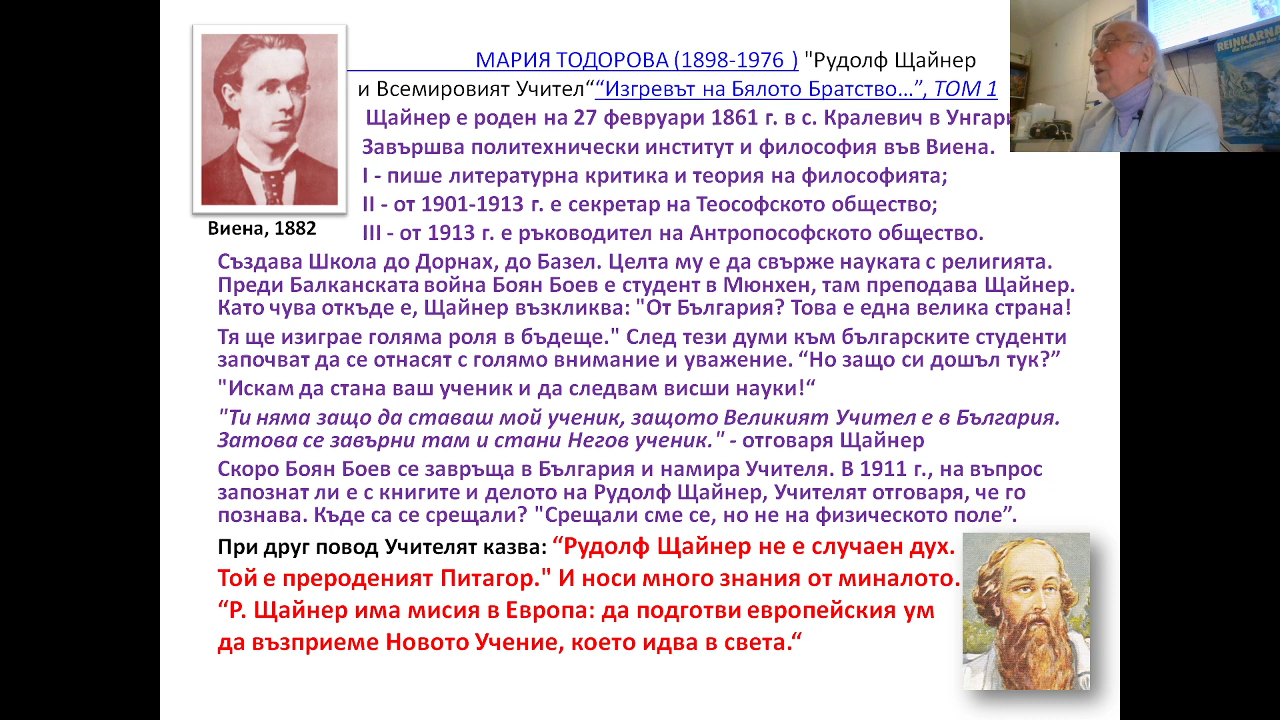 МАРИЯ ТОДОРОВА (1898-1976 ) "Рудолф Щайнер
и Всемировият Учител““Изгревът на Бялото Братство...”, ТОМ 1
Щайнер е роден на 27 февруари 1861 г. в с. Кралевич в
Завършва политехнически институт и философия във Виена.
I - пише литературна критика и теория на философията;
II - от 1901-1913 г. е секретар на Теософското общество;
III - от 1913 г. е ръководител на Антропософското общество.
Виена, 1882
Създава Школа до Дорнах, до Базел. Целта му е да свърже науката с религията.
Преди Балканската война Боян Боев е студент в Мюнхен, там преподава Щайнер.
Като чува откъде е, Щайнер възкликва: "От България? Това е една велика страна!
Тя ще изиграе голяма роля в бъдеще." След тези думи към българските студенти
започват да се отнасят с голямо внимание и уважение. “Но защо си дошъл тук?”
"Искам да стана ваш ученик и да следвам висши науки!“
"Ти няма защо да ставаш мой ученик, защото Великият Учител е в България.
Затова се завърни там и стани Негов ученик." - отговаря Щайнер
Скоро Боян Боев се завръща в България и намира Учителя. В 1911 г., на въпрос
запознат ли е с книгите и делото на Рудолф Щайнер, Учителят отговаря, че го
познава. Къде са се срещали? "Срещали сме се, но не на физическото поле”.
При друг повод Учителят казва: “Рудолф Щайнер не е случаен дух.
Той е прероденият Питагор." И носи много знания от миналото.
“Р. Щайнер има мисия в Европа: да подготви европейския ум
да възприеме Новото Учение, което идва в света.“
REINKARNA